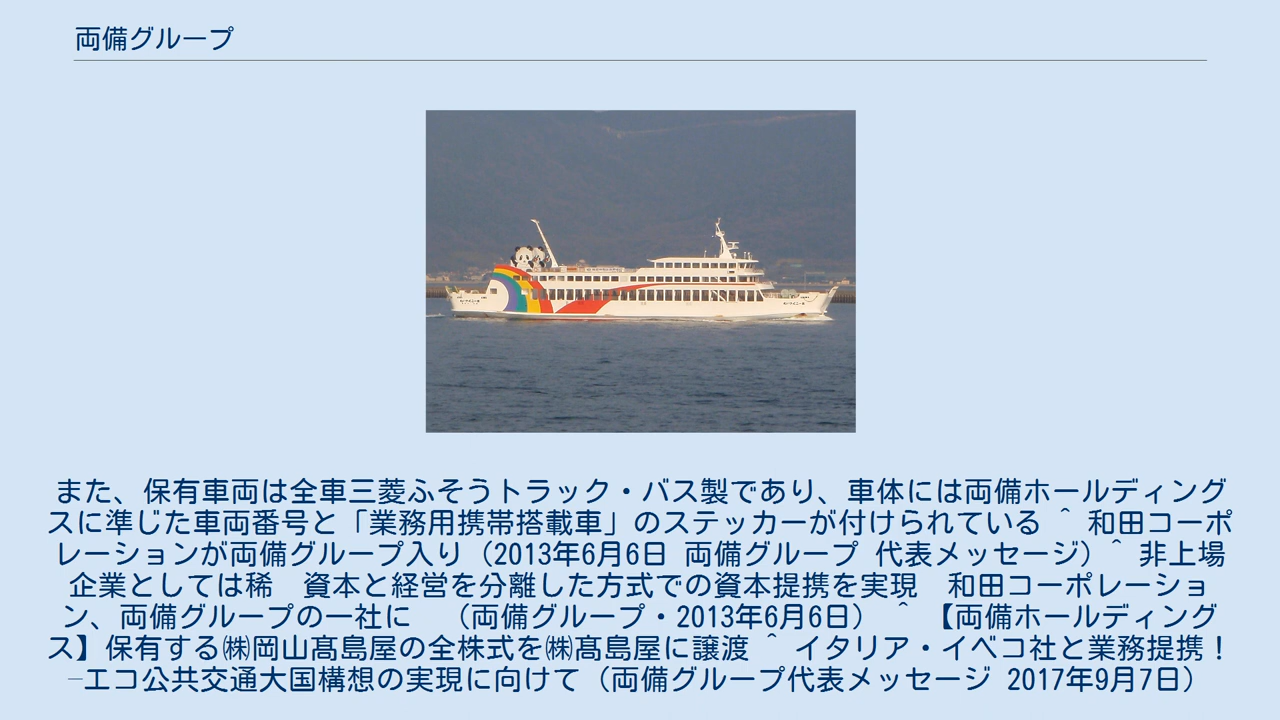 両備グループ
また、保有車両は全車三菱ふそうトラック・バス製であり、車体には両備ホールディング
スに準じた車両番号と「業務用携帯搭載車」のステッカーが付けられている ^ 和田コーポ
レーションが両備グループ入り（2013年6月6日 両備グループ 代表メッセージ）^ 非上場
企業としては稀　資本と経営を分離した方式での資本提携を実現　和田コーポレーショ
ン、両備グループの一社に　（両備グループ・2013年6月6日） ^ 【両備ホールディング
ス】保有する㈱岡山髙島屋の全株式を㈱髙島屋に譲渡 ^ イタリア・イベコ社と業務提携！
–エコ公共交通大国構想の実現に向けて（両備グループ代表メッセージ 2017年9月7日）